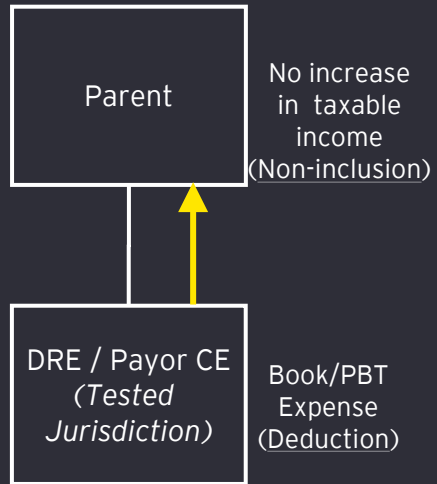 Parent
No increase
in taxable
income
(Non-inclusion)
DRE / Payor CE
(Tested
Jurisdiction)
Book/PBT
Expense
(Deduction)